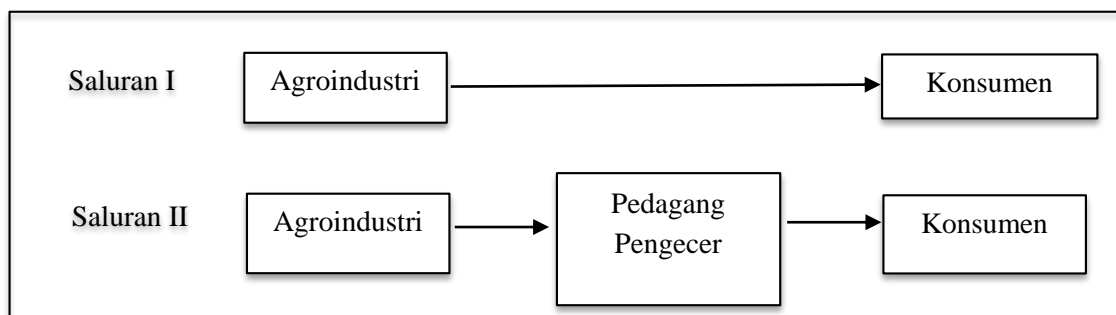 Saluran I
Agroindustri
Konsumen
Saluran II
Agroindustri
Pedagang
Pengecer
Konsumen